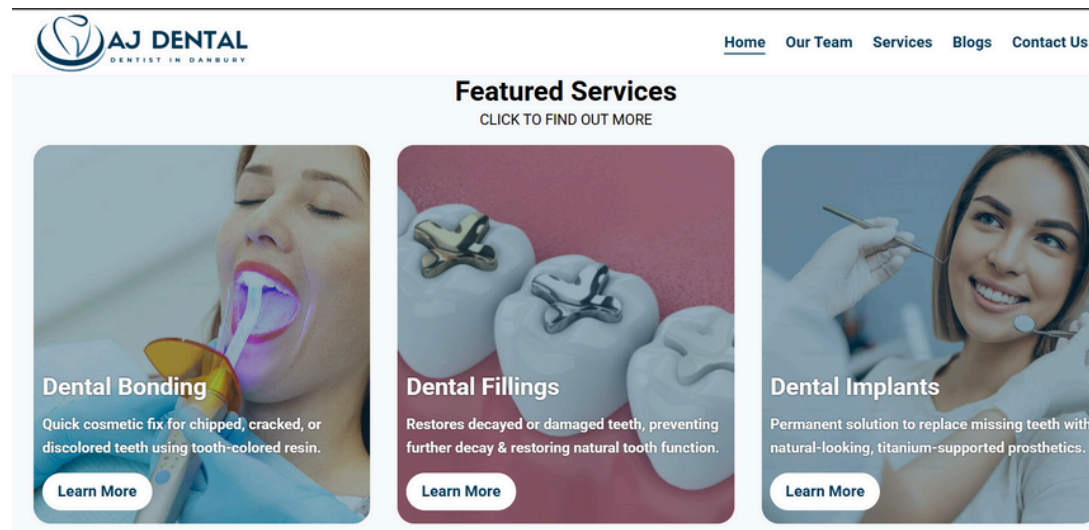 AJ DENTAL
DENTIST IN DANBURY
Home Our Team Services Blogs Contact Us
Featured Services
CLICK TO FIND OUT MORE
Dental Bonding
Quick cosmetic fix for chipped, cracked, or
discolored teeth using tooth-colored resin.
Learn More
Dental Fillings
Restores decayed or damaged teeth, preventing
further decay & restoring natural tooth function.
Learn More
Dental Implants
Permanent solution to replace missing teeth with
natural-looking, titanium-supported prosthetics.
Learn More